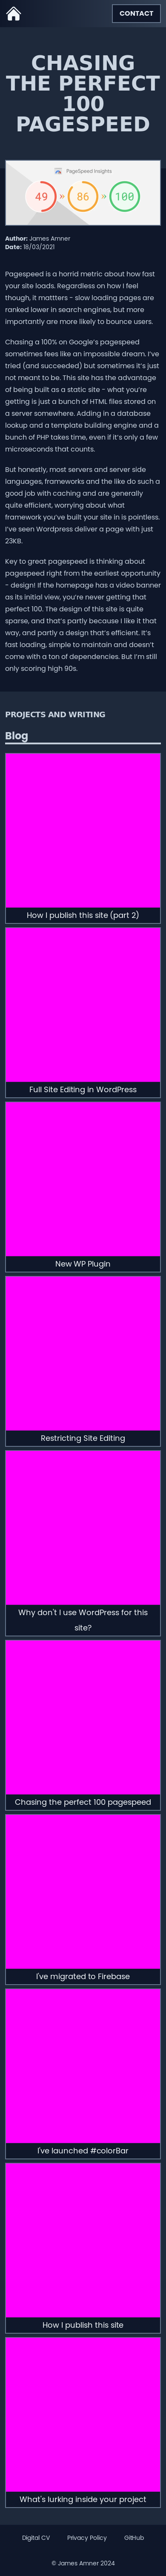 CONTACT
CHASING
THE PERFECT
100
PAGESPEED
PageSpeed Insights
49 » 86 » 100
Author: James Amner
Date: 18/03/2021
Pagespeed is a horrid metric about how fast
your site loads. Regardless on how I feel
though, it mattters - slow loading pages are
ranked lower in search engines, but more
importantly are more likely to bounce users.
Chasing a 100% on Google's pagespeed
sometimes fees like an impossible dream. I've
tried (and succeeded) but sometimes it's just
not meant to be. This site has the advantage
of being built as a static site - what you're
getting is just a bunch of HTML files stored on
a server somewhere. Adding in a database
lookup and a template building engine and a
bunch of PHP takes time, even if it's only a few
microseconds that counts.
But honestly, most servers and server side
languages, frameworks and the like do such a
good job with caching and are generally
quite efficient, worrying about what
framework you've built your site in is pointless.
I've seen Wordpress deliver a page with just
23KB.
Key to great pagespeed is thinking about
pagespeed right from the earliest opportunity
- design! If the homepage has a video banner
as its initial view, you're never getting that
perfect 100. The design of this site is quite
sparse, and that's partly because I like it that
way, and partly a design that's efficient. It's
fast loading, simple to maintain and doesn't
come with a ton of dependencies. But I'm still
only scoring high 90s.
PROJECTS AND WRITING
Blog
How I publish this site (part 2)
Full Site Editing in WordPress
New WP Plugin
Restricting Site Editing
Why don't I use WordPress for this
site?
Chasing the perfect 100 pagespeed
I've migrated to Firebase
I've launched #colorBar
How I publish this site
What's lurking inside your project
Digital CV Privacy Policy GitHub
© James Amner 2024